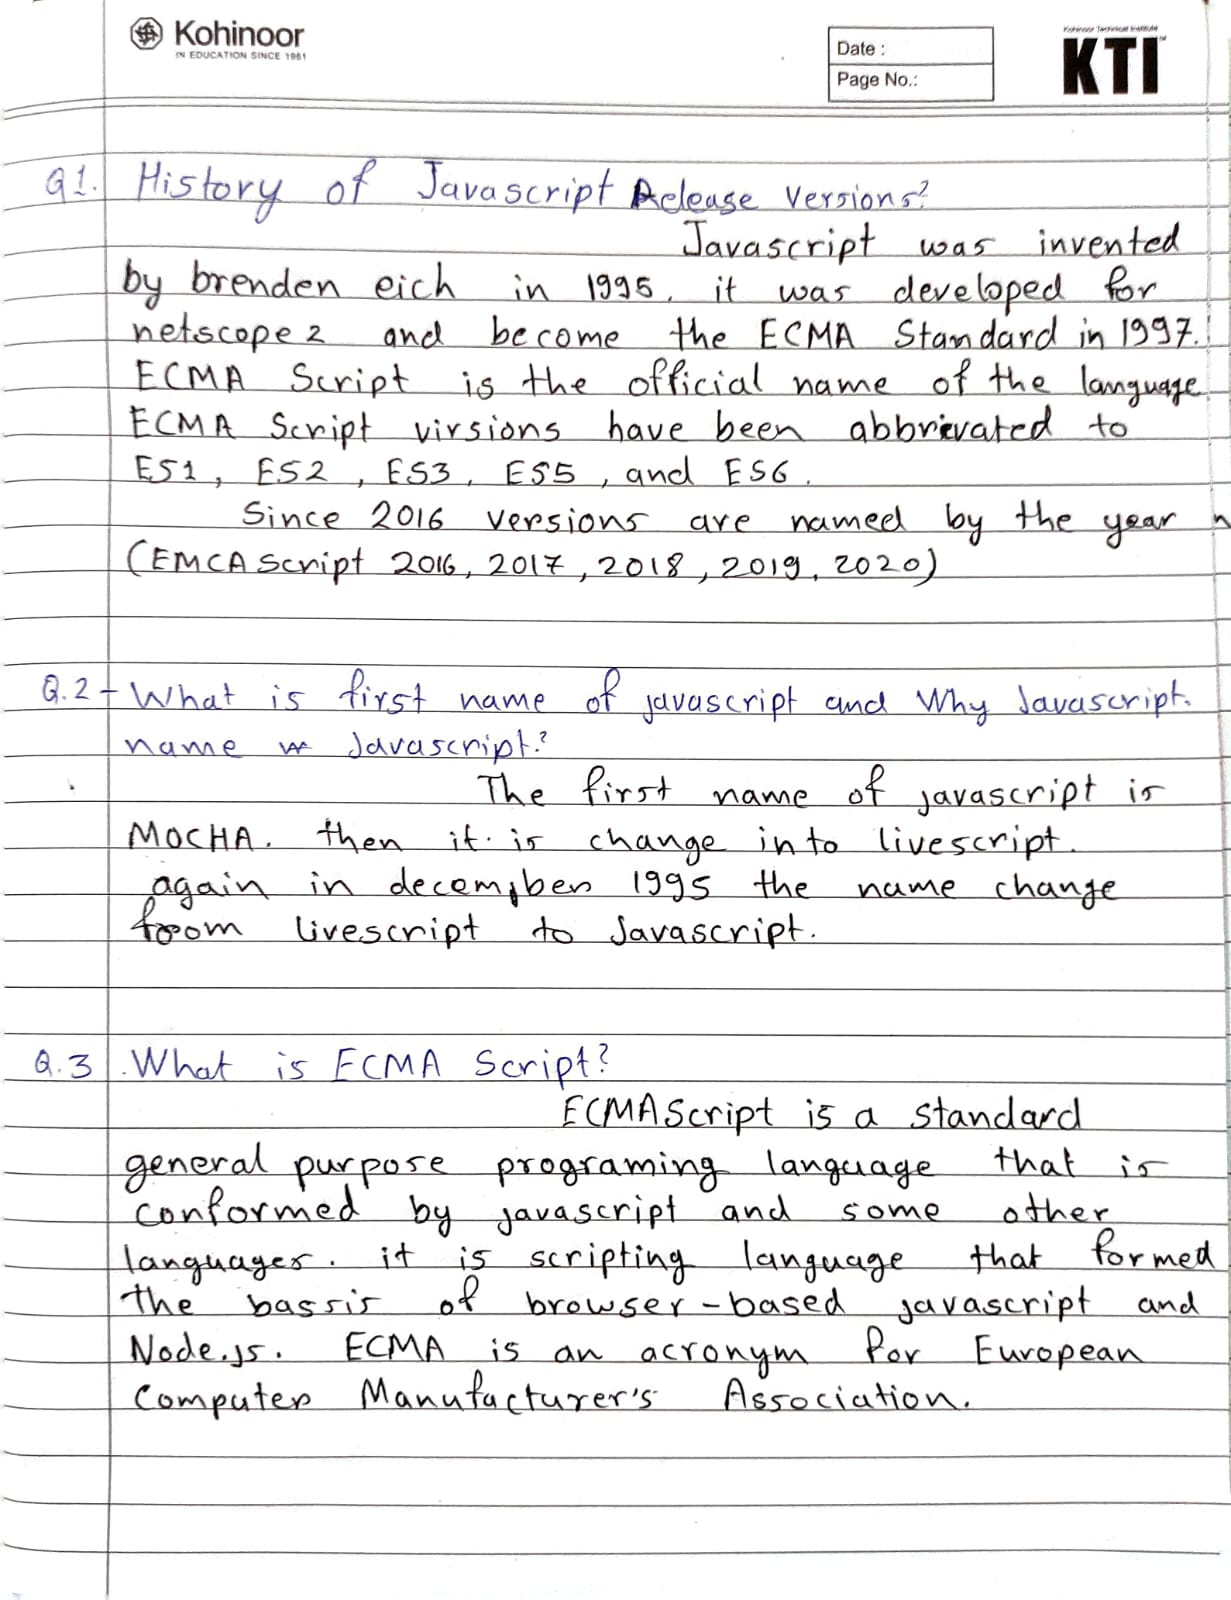 Kohinoor
IN EDUCATION SINCE 1961
Date :
Page No.:
Kohinoor Technical Institute
KTI
Q1. History of Javascript Release Versions?
Javascript was invented
by brenden eich in 1995. it was developed for
netscope 2 and become the ECMA Standard in 1997.
ECMA Script is the official name of the language
ECMA Script virsions have been abbrivated to
ES1, ES2, ES3, ES5, and ES6.
Since 2016 versions are named by the year
(EMCA Script 2016, 2017, 2018, 2019, 2020)
Q.2 - What is first name of javascript and Why Javascript.
name Javascript.?
The first name of javascript is
MOCHA. then it is change into livescript.
again in december 1995 the name change
from livescript to Javascript.
Q.3 What is ECMA Script?
ECMAScript is a standard
general purpose programing language that is
conformed by javascript and some other
languages. it is scripting language that formed
the bassis of browser-based javascript and
Node.js. ECMA is an acronym for European
Computer Manufacturer's Association.